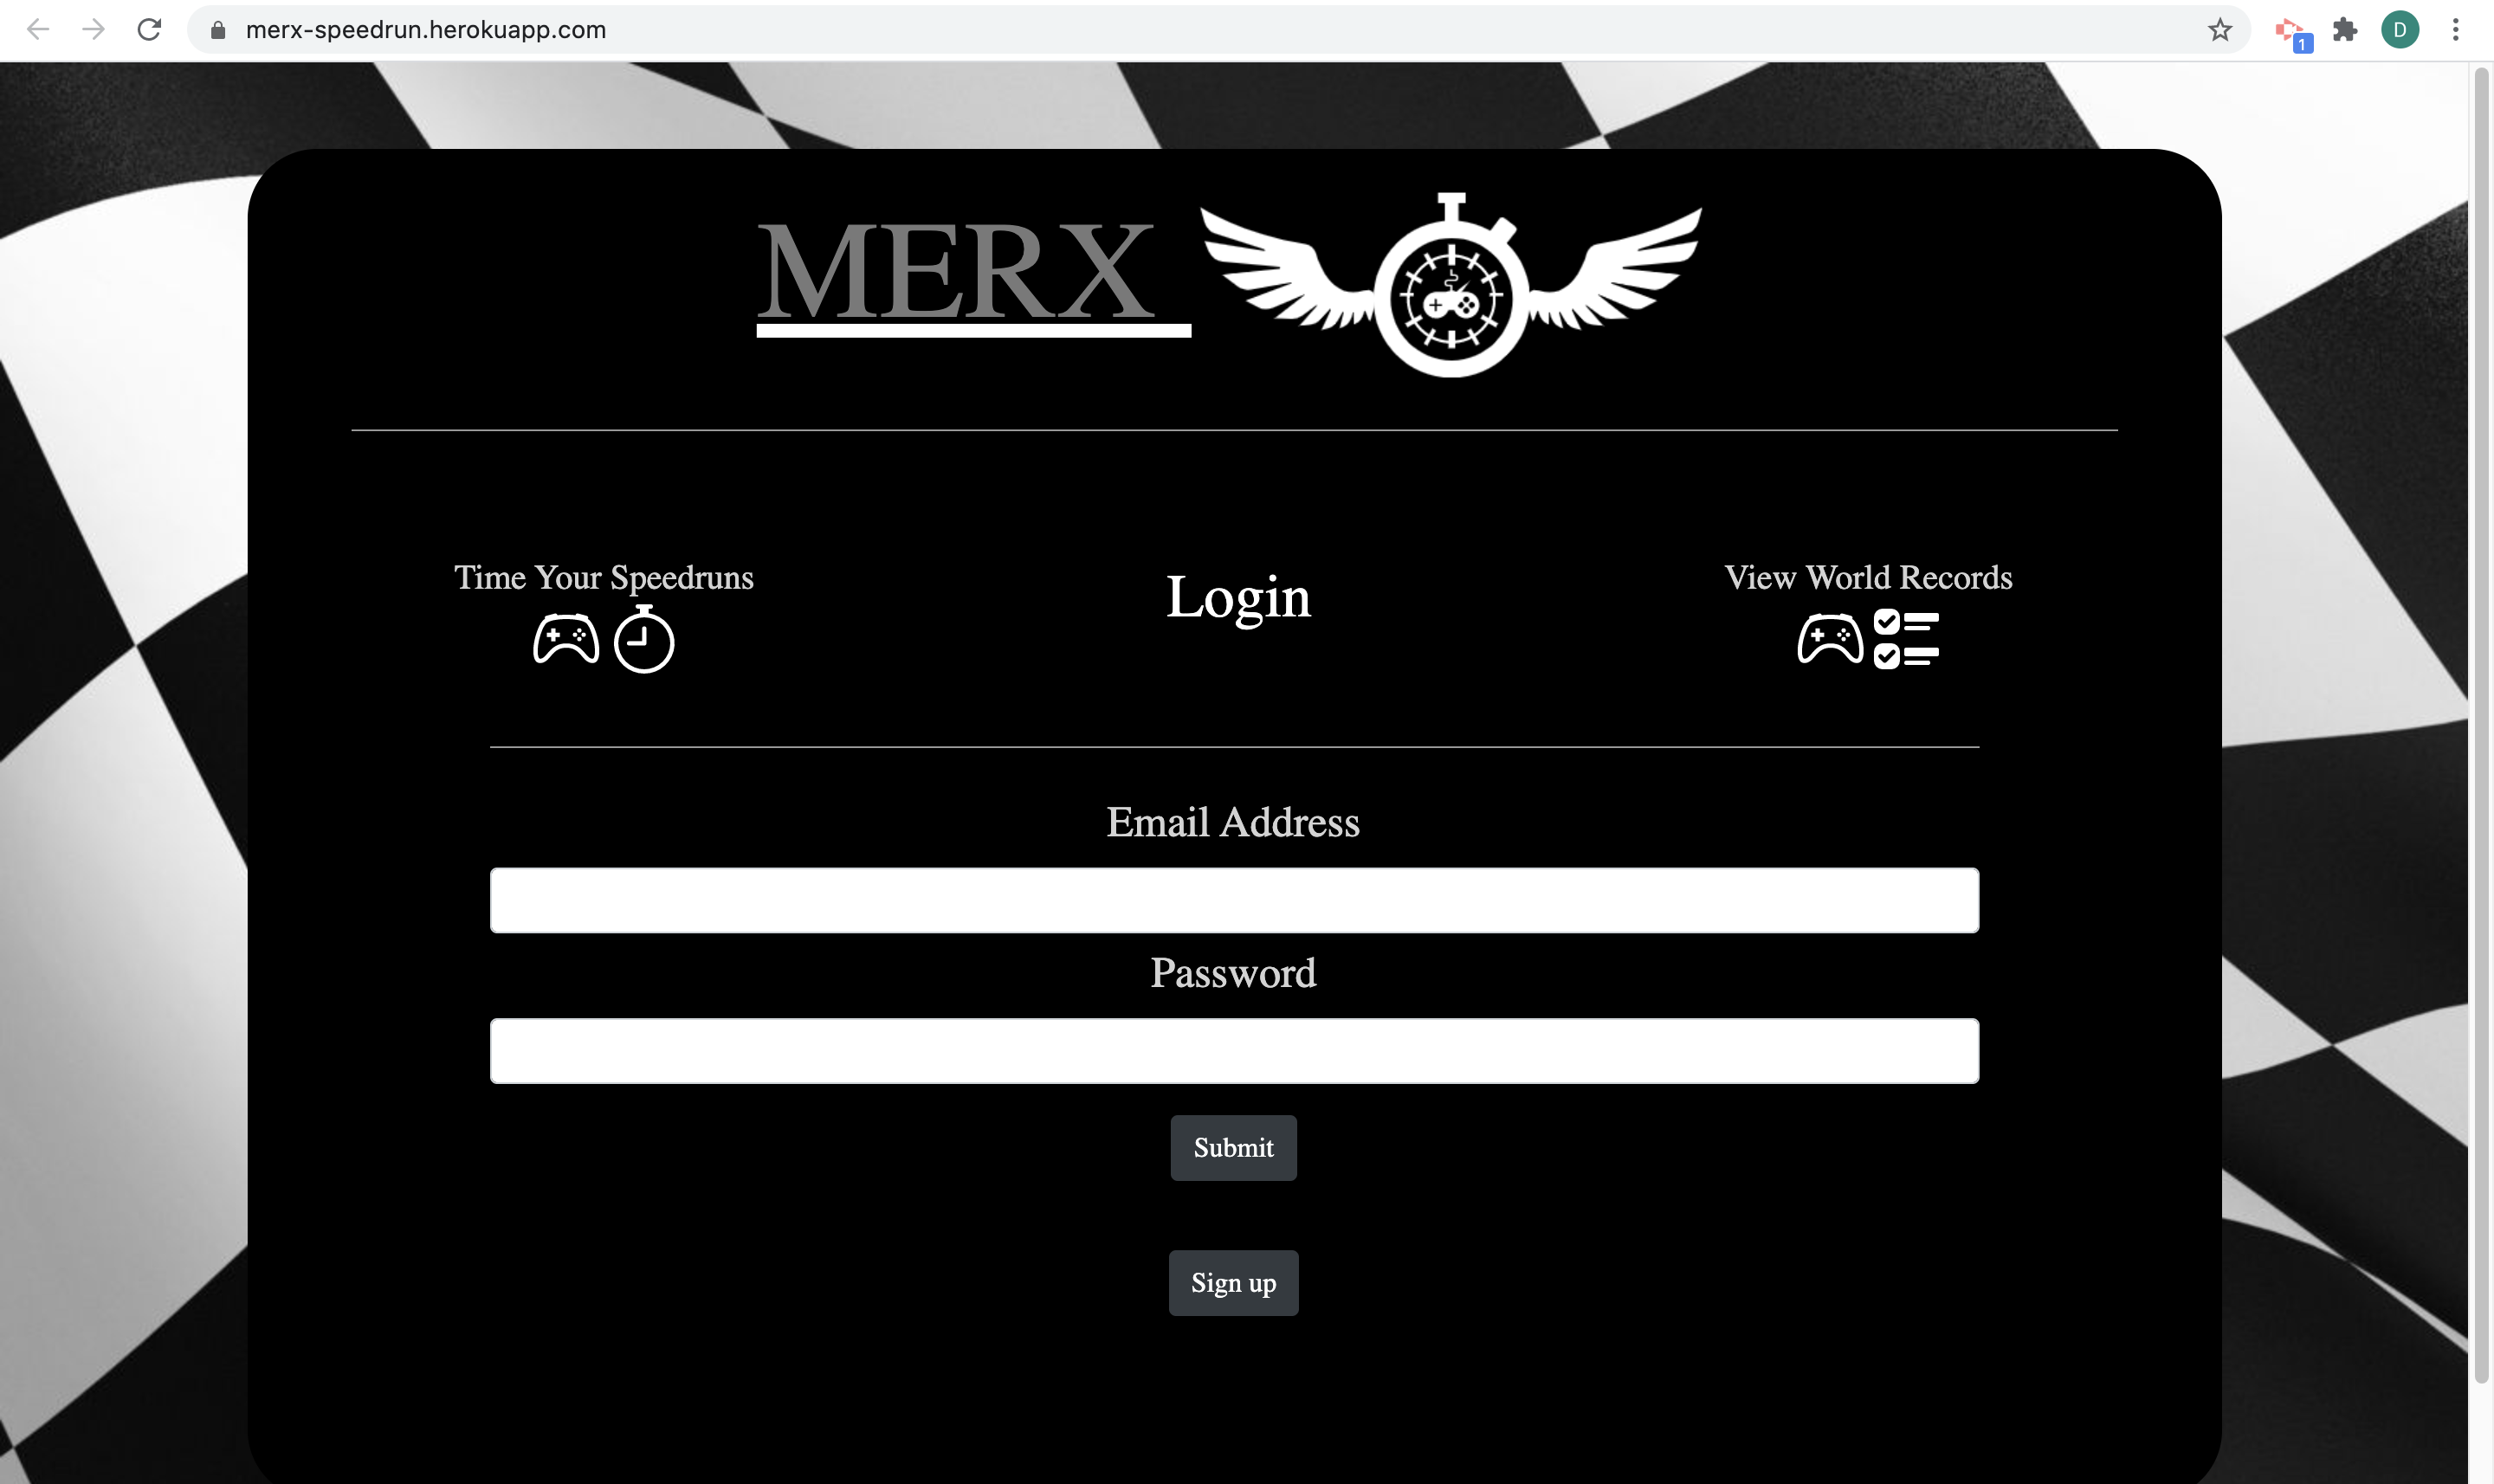 merx-speedrun.herokuapp.com
1
D
MERX
Time Your Speedruns
Login
View World Records
Email Address
Password
Submit
Sign up